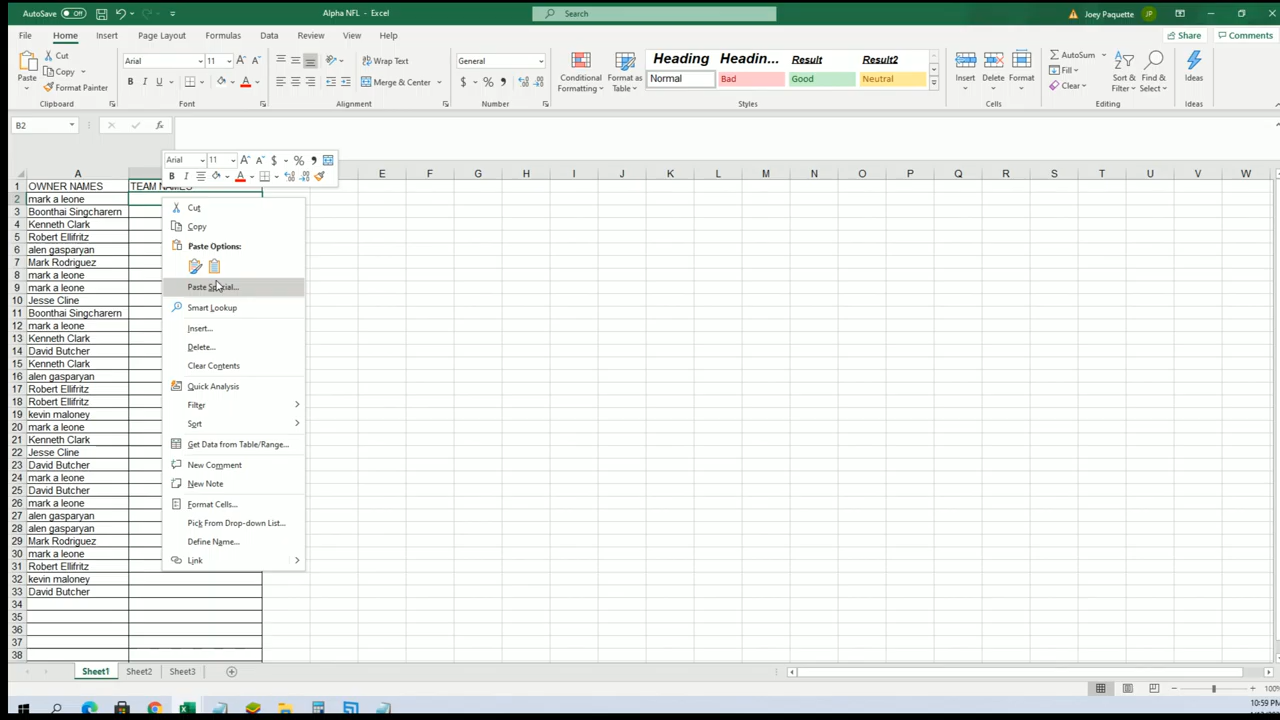 AutoSave Off
Alpha NFL - Excel
Search
Joey Paquette JP
File Home Insert Page Layout Formulas Data Review View Help Share Comments
Paste Cut Copy Format Painter
Clipboard
Arial 11
B I U
Font
Wrap Text
Merge & Center
Alignment
General
$ %
Number
Conditional Formatting Format as Table
Heading Headin... Result Result2
Normal Bad Good Neutral
Styles
Insert Delete Format
Cells
AutoSum
Fill
Clear
Sort & Filter Find & Select
Editing
Ideas
Ideas
B2 fx
Arial 11 $ %
B I
A E F G H I J K L M N O P Q R S T U V W
1 OWNER NAMES TEAM NAMES
2 mark a leone
3 Boonthai Singcharern
4 Kenneth Clark
5 Robert Ellifritz
6 alen gasparyan
7 Mark Rodriguez
8 mark a leone
9 mark a leone
10 Jesse Cline
11 Boonthai Singcharern
12 mark a leone
13 Kenneth Clark
14 David Butcher
15 Kenneth Clark
16 alen gasparyan
17 Robert Ellifritz
18 Robert Ellifritz
19 kevin maloney
20 mark a leone
21 Kenneth Clark
22 Jesse Cline
23 David Butcher
24 mark a leone
25 David Butcher
26 mark a leone
27 alen gasparyan
28 alen gasparyan
29 Mark Rodriguez
30 mark a leone
31 Robert Ellifritz
32 kevin maloney
33 David Butcher
34
35
36
37
38
Cut
Copy
Paste Options:
Paste Special...
Smart Lookup
Insert...
Delete...
Clear Contents
Quick Analysis
Filter
Sort
Get Data from Table/Range...
New Comment
New Note
Format Cells...
Pick From Drop-down List...
Define Name...
Link
Sheet1 Sheet2 Sheet3
100%
10:59 PM